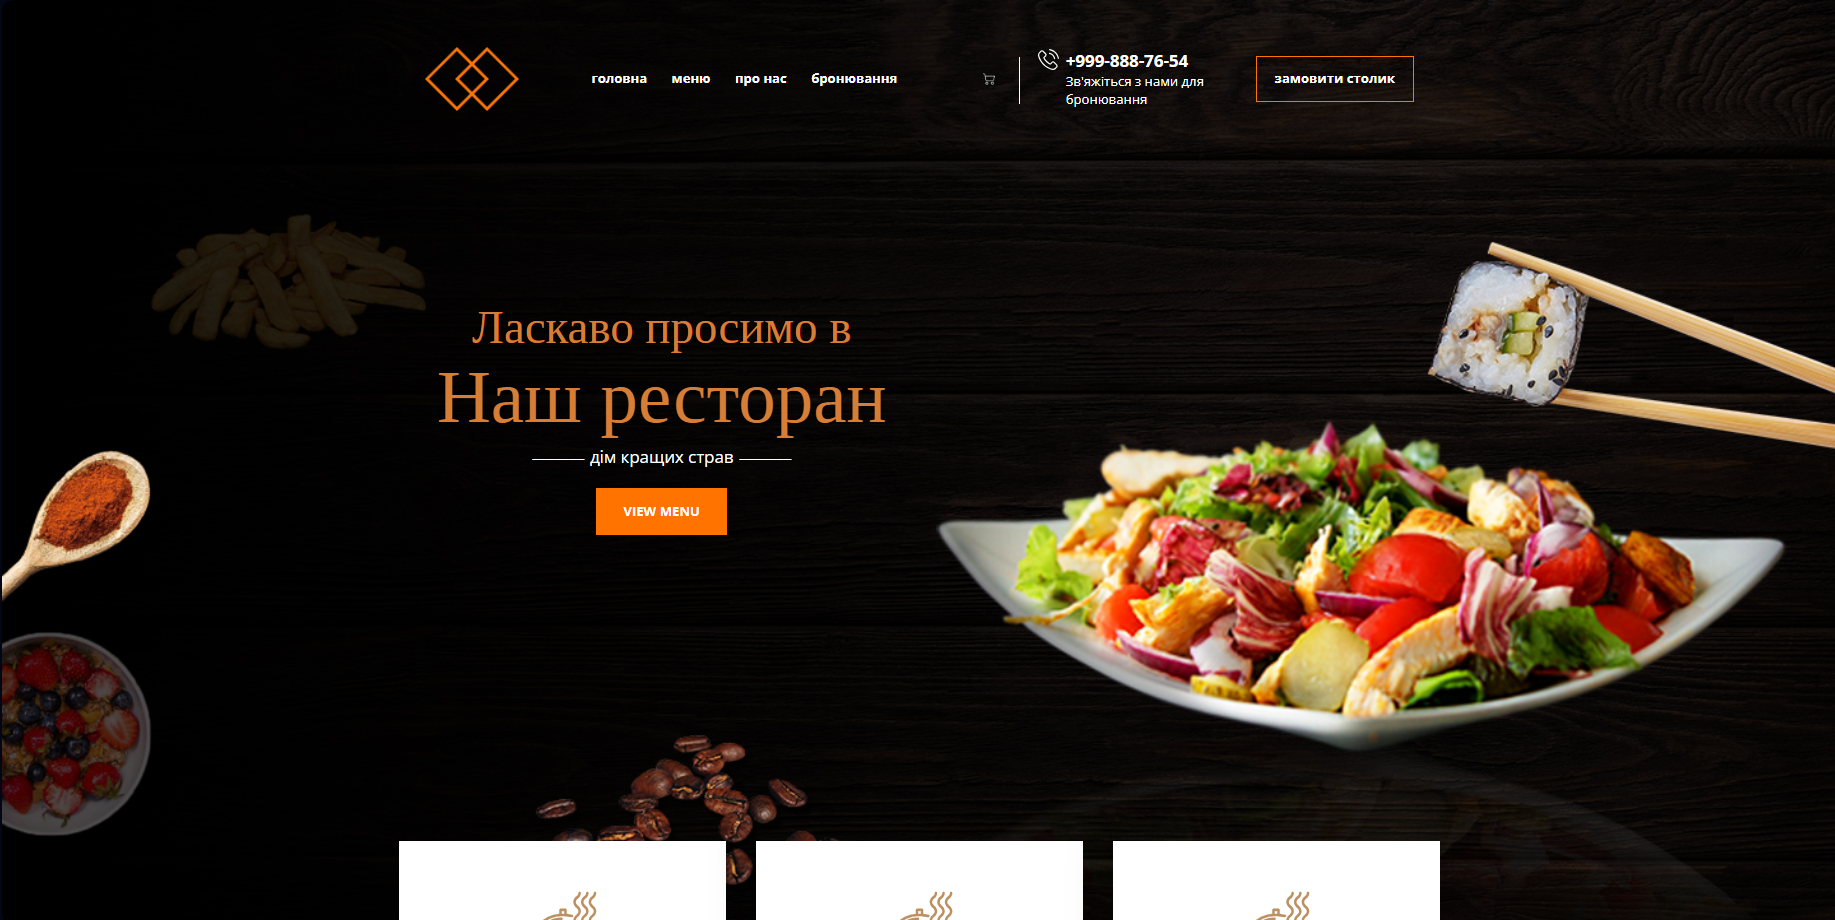 головна меню про нас бронювання
+999-888-76-54
Зв'яжіться з нами для
бронювання
замовити столик
Ласкаво просимо в
Наш ресторан
дім кращих страв
VIEW MENU